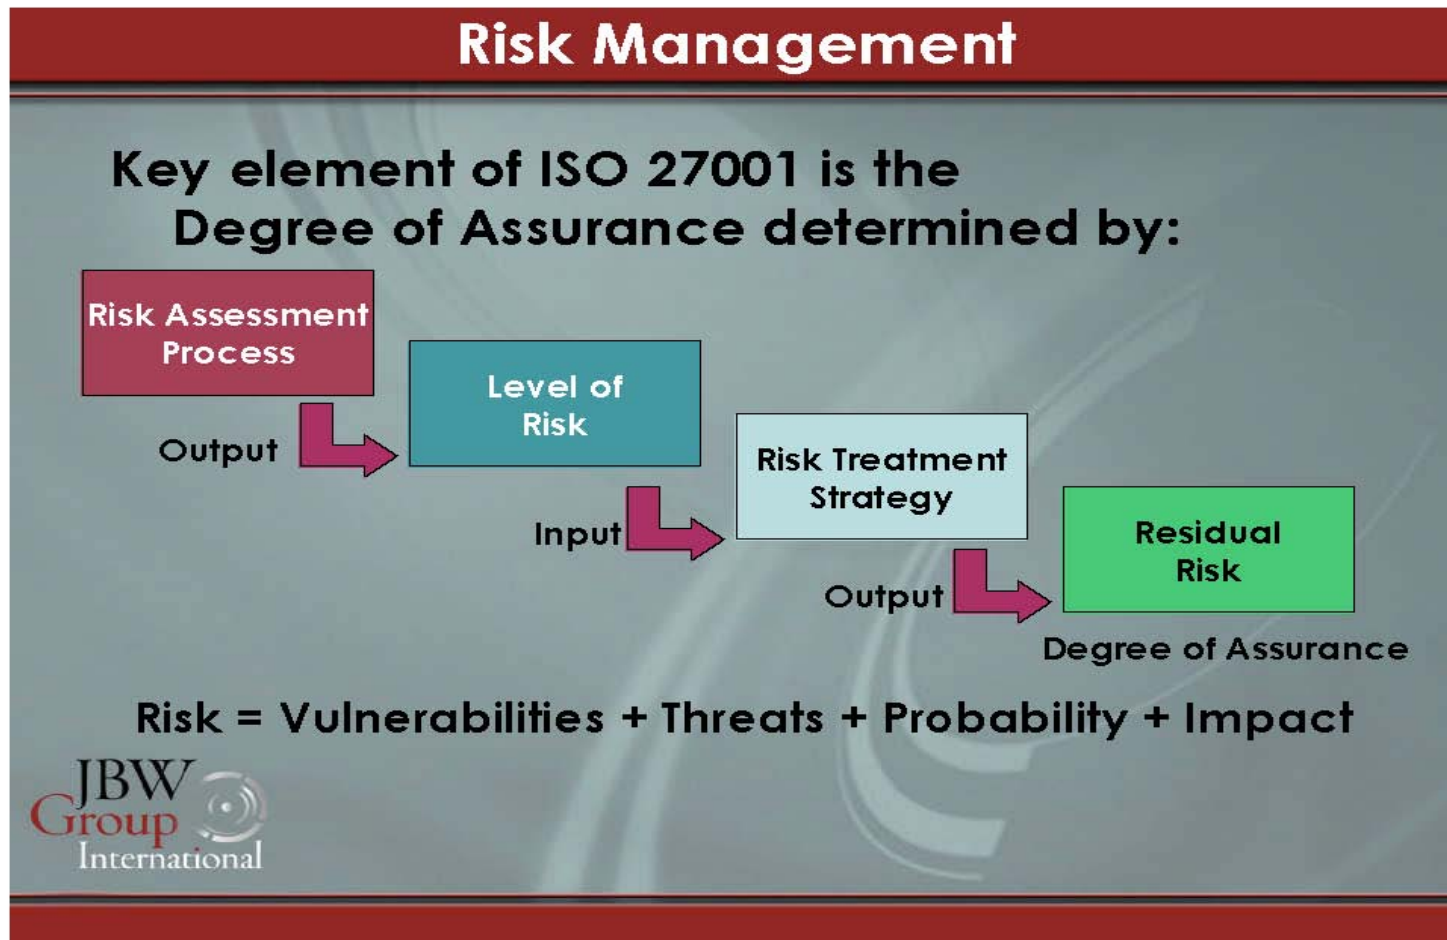 Risk Management
Key element of ISO 27001 is the
Degree of Assurance determined by:
Risk Assessment
Process
Output
Level of
Risk
Input
Risk Treatment
Strategy
Output
Residual
Risk
Degree of Assurance
Risk = Vulnerabilities + Threats + Probability + Impact
JBW
Group
International